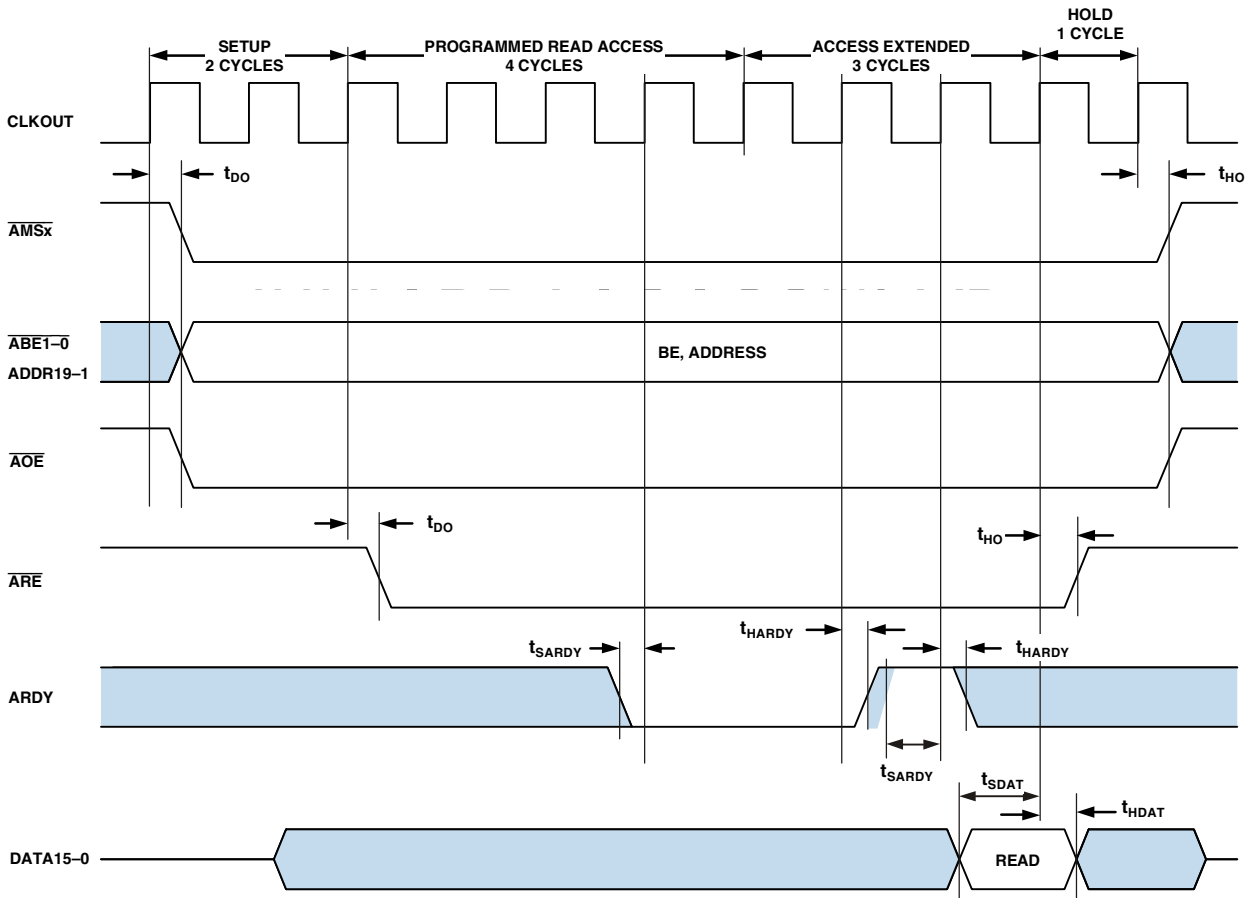 SETUP
2 CYCLES
PROGRAMMED READ ACCESS
4 CYCLES
ACCESS EXTENDED
3 CYCLES
HOLD
1 CYCLE
CLKOUT
tDO
tHO
AMSx
ABE1–0
ADDR19–1
BE, ADDRESS
AOE
tDO
tHO
ARE
tSARDY
tHARDY
tHARDY
ARDY
tSARDY
tSDAT
tHDAT
DATA15–0
READ